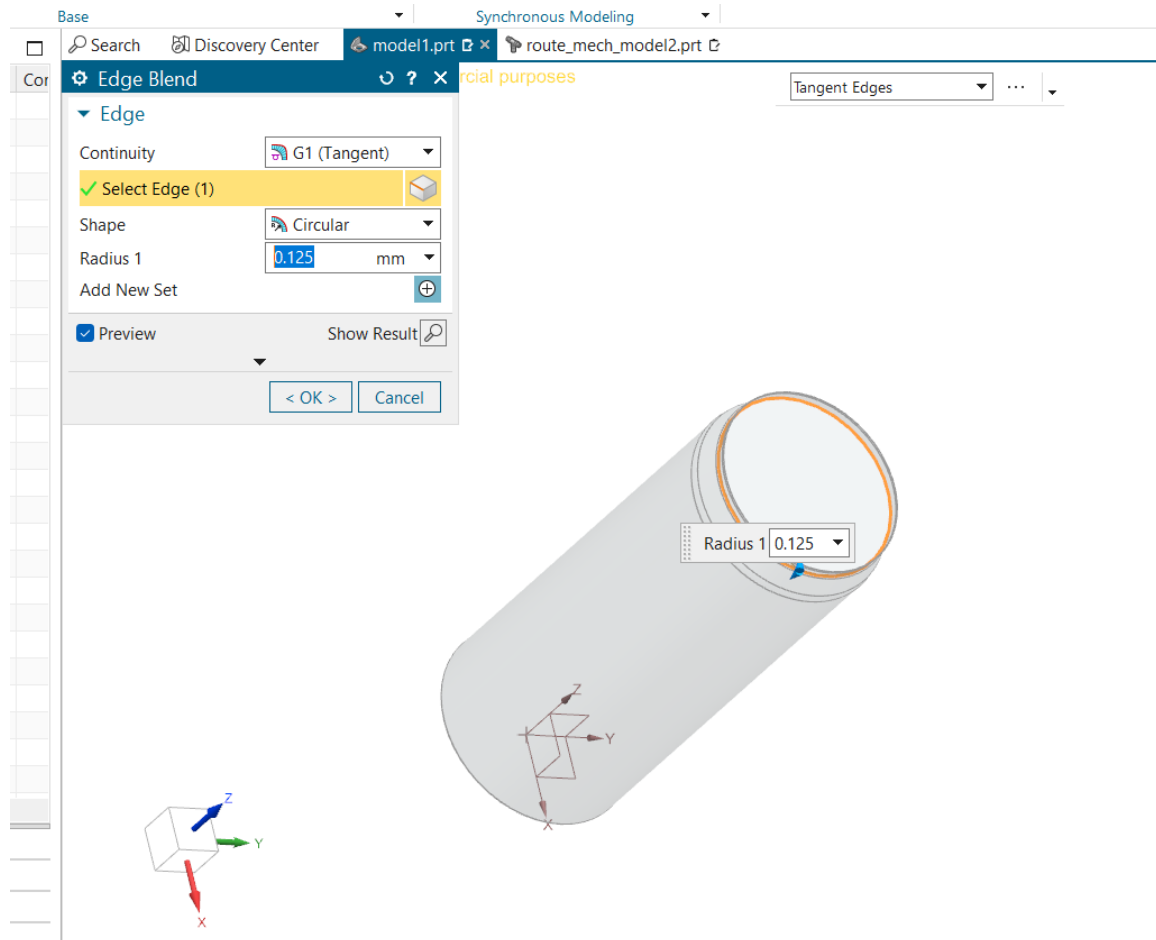 Base Synchronous Modeling
Search Discovery Center model1.prt route_mech_model2.prt
Cor Edge Blend ? rcial purposes
Tangent Edges ...
Edge
Continuity G1 (Tangent)
Select Edge (1)
Shape Circular
Radius 1 0.125 mm
Add New Set
Preview Show Result
< OK > Cancel
Radius 1 0.125
Z
Y
X
Z
Y
X